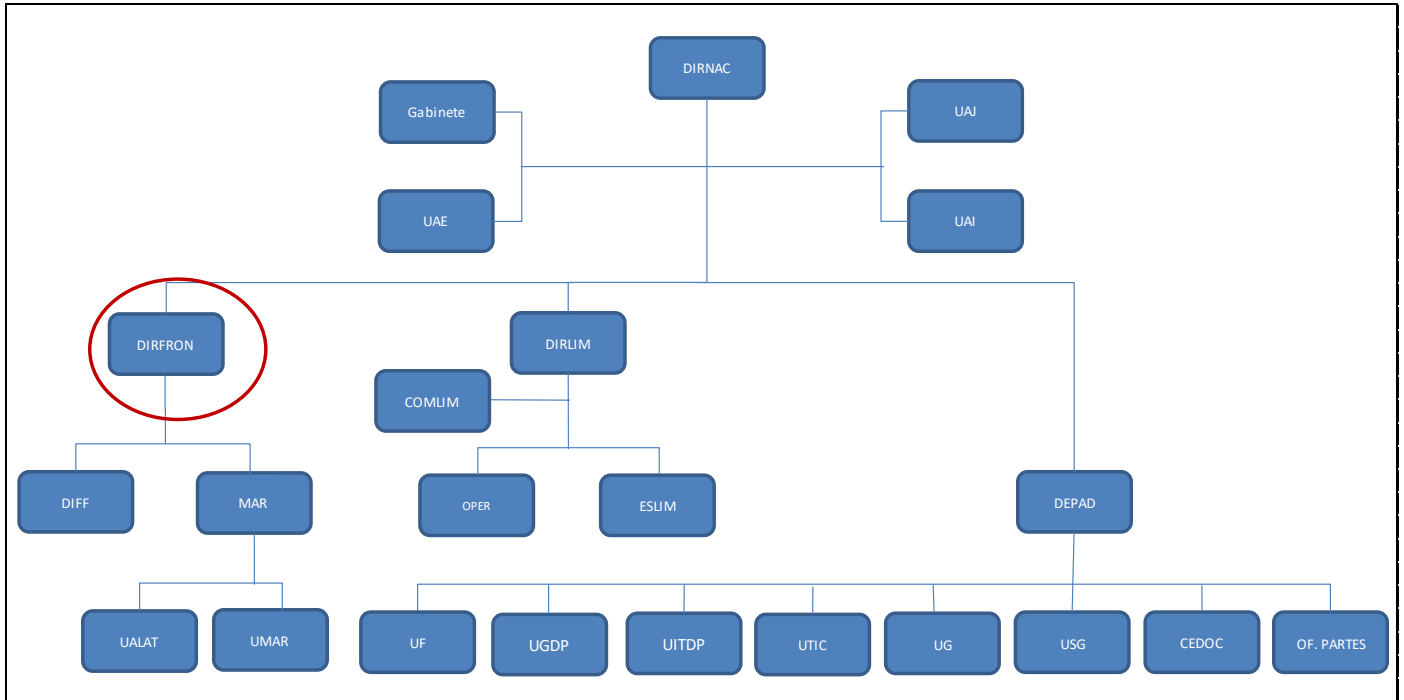 DIRNAC
Gabinete
UAJ
UAE
UAI
DIRFRON
DIRLIM
COMLIM
DIFF
MAR
OPER
ESLIM
DEPAD
UALAT
UMAR
UF
UGDP
UITDP
UTIC
UG
USG
CEDOC
OF. PARTES